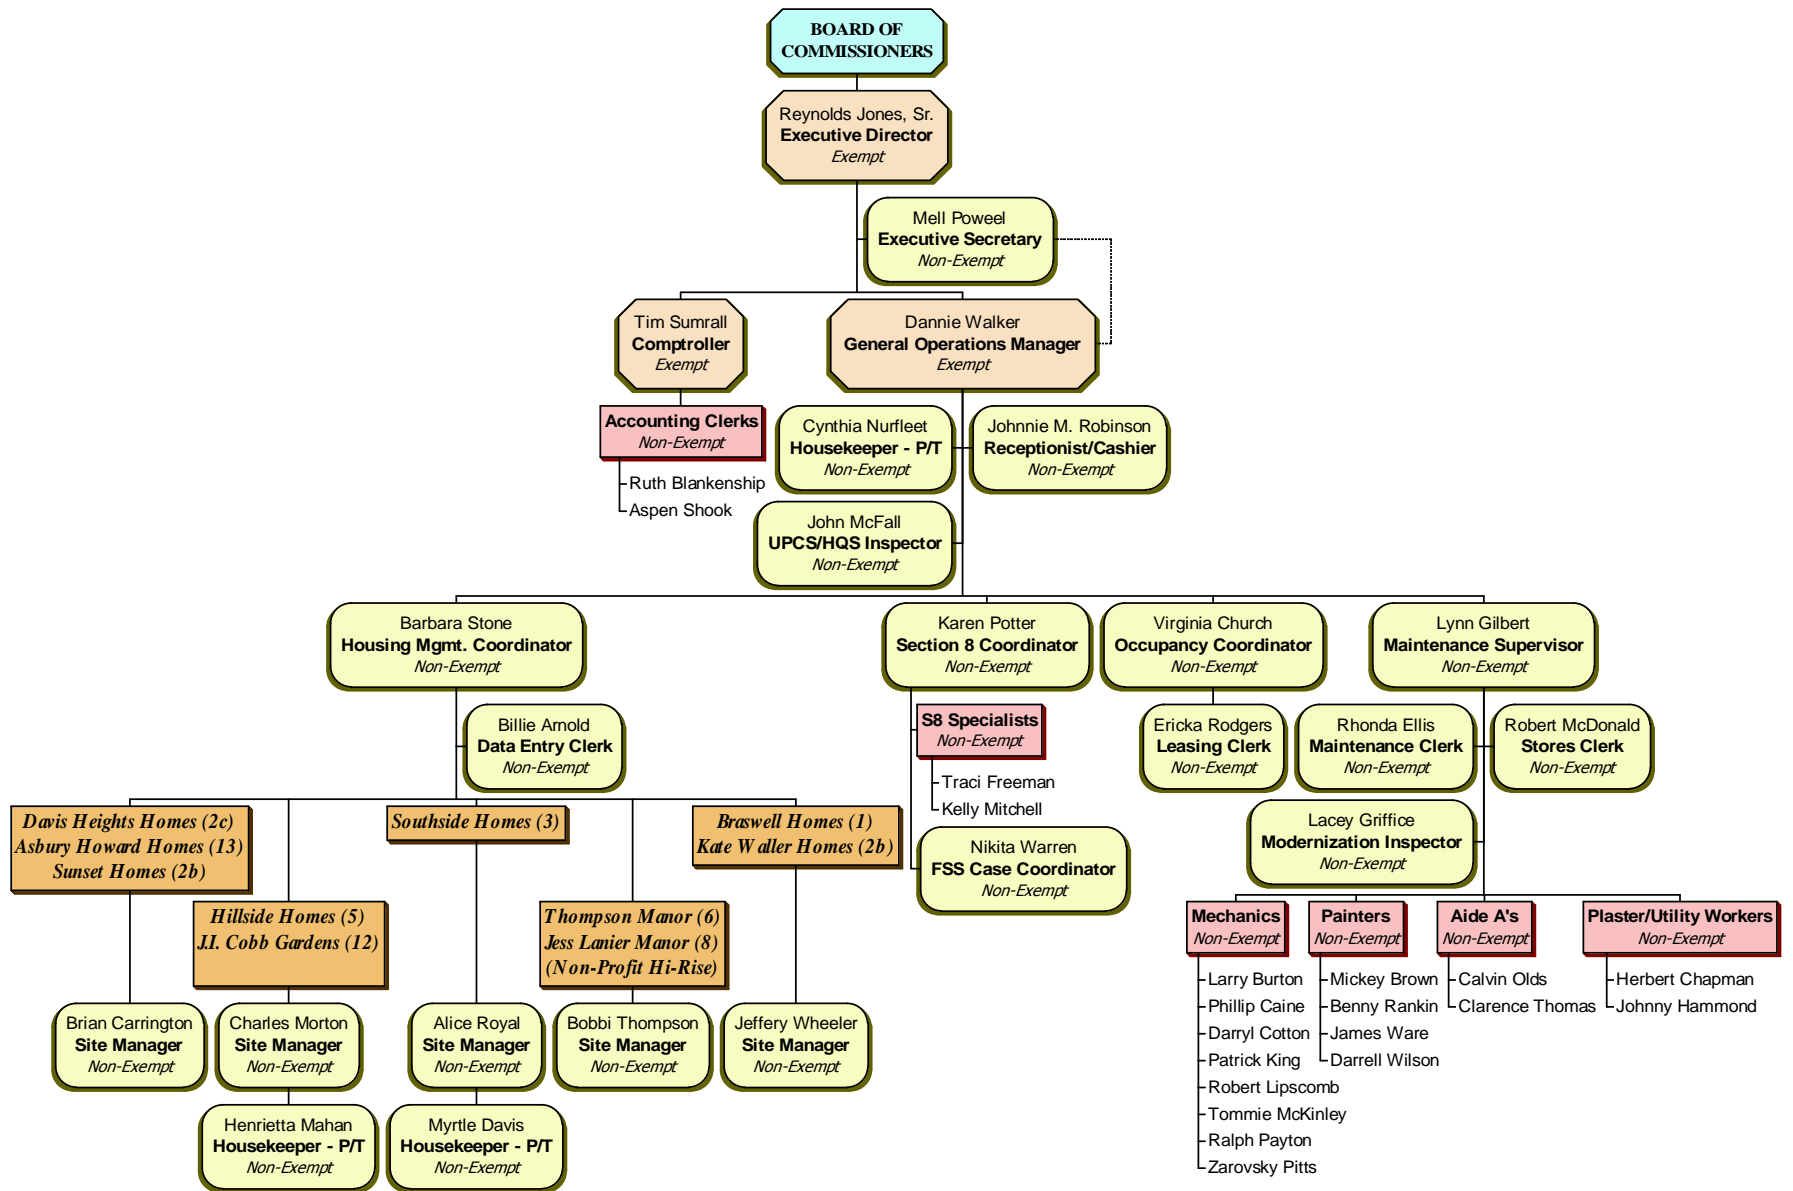 BOARD OF
COMMISSIONERS
Reynolds Jones, Sr.
Executive Director
Exempt
Mell Poweel
Executive Secretary
Non-Exempt
Tim Sumrall
Comptroller
Exempt
Dannie Walker
General Operations Manager
Exempt
Accounting Clerks
Non-Exempt
Ruth Blankenship
Aspen Shook
Cynthia Nurfleet
Housekeeper - P/T
Non-Exempt
Johnnie M. Robinson
Receptionist/Cashier
Non-Exempt
John McFall
UPCS/HQS Inspector
Non-Exempt
Barbara Stone
Housing Mgmt. Coordinator
Non-Exempt
Karen Potter
Section 8 Coordinator
Non-Exempt
Virginia Church
Occupancy Coordinator
Non-Exempt
Lynn Gilbert
Maintenance Supervisor
Non-Exempt
Billie Arnold
Data Entry Clerk
Non-Exempt
S8 Specialists
Non-Exempt
Traci Freeman
Kelly Mitchell
Nikita Warren
FSS Case Coordinator
Non-Exempt
Ericka Rodgers
Leasing Clerk
Non-Exempt
Rhonda Ellis
Maintenance Clerk
Non-Exempt
Robert McDonald
Stores Clerk
Non-Exempt
Lacey Griffice
Modernization Inspector
Non-Exempt
Davis Heights Homes (2c)
Asbury Howard Homes (13)
Sunset Homes (2b)
Hillside Homes (5)
J.I. Cobb Gardens (12)
Southside Homes (3)
Thompson Manor (6)
Jess Lanier Manor (8)
(Non-Profit Hi-Rise)
Braswell Homes (1)
Kate Waller Homes (2b)
Brian Carrington
Site Manager
Non-Exempt
Charles Morton
Site Manager
Non-Exempt
Alice Royal
Site Manager
Non-Exempt
Bobbi Thompson
Site Manager
Non-Exempt
Jeffery Wheeler
Site Manager
Non-Exempt
Henrietta Mahan
Housekeeper - P/T
Non-Exempt
Myrtle Davis
Housekeeper - P/T
Non-Exempt
Mechanics
Non-Exempt
Larry Burton
Phillip Caine
Darryl Cotton
Patrick King
Robert Lipscomb
Tommie McKinley
Ralph Payton
Zarovsky Pitts
Painters
Non-Exempt
Mickey Brown
Benny Rankin
James Ware
Darrell Wilson
Aide A's
Non-Exempt
Calvin Olds
Clarence Thomas
Plaster/Utility Workers
Non-Exempt
Herbert Chapman
Johnny Hammond